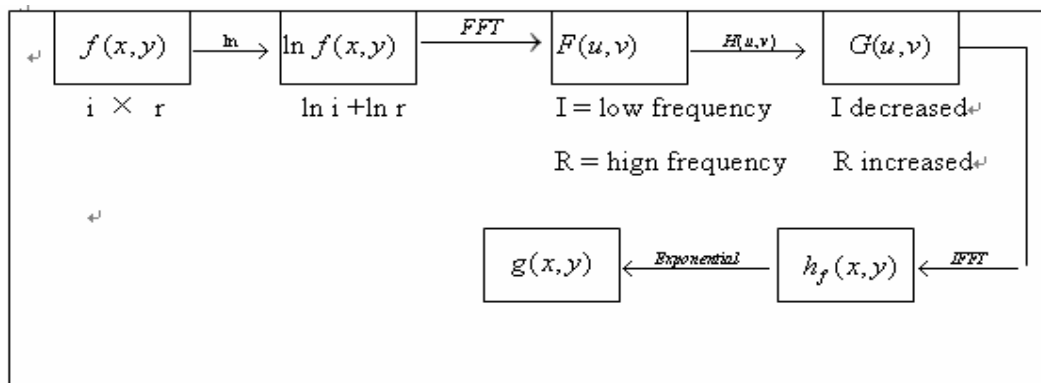 f(x,y) ln ln f(x,y) FFT F(u,v) H(u,v) G(u,v)
i × r ln i +ln r I = low frequency I decreased
R = hign frequency R increased
g(x,y) Exponential h_f(x,y) IFFT